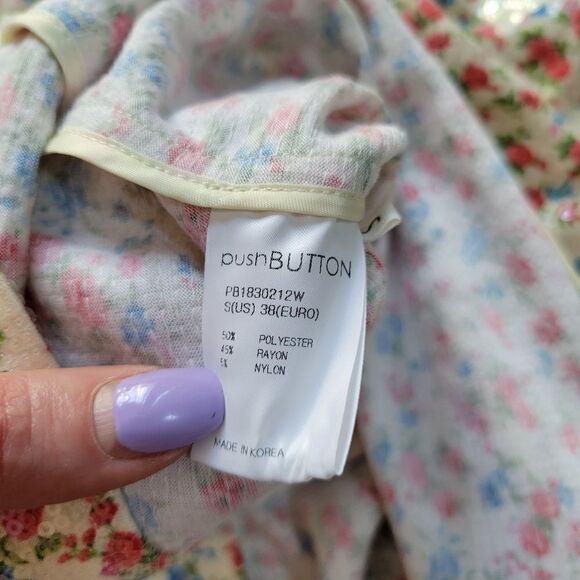 pushBUTTON
PB1830212W
S(US) 38(EURO)
50% POLYESTER
45% RAYON
5% NYLON
MADE IN KOREA